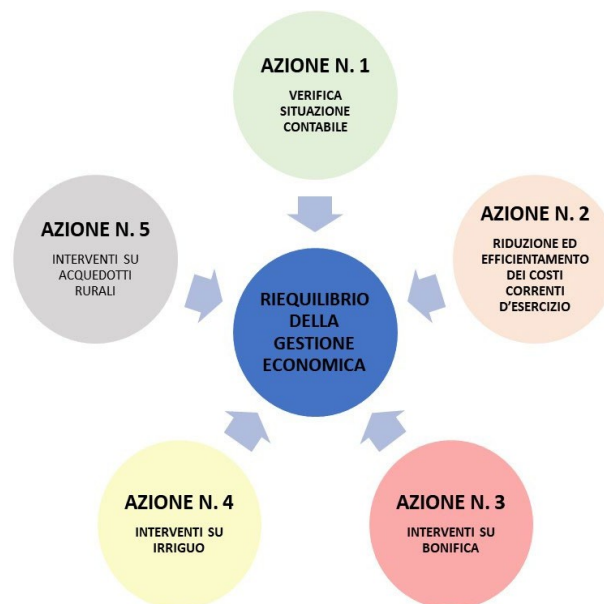 AZIONE N. 1
VERIFICA
SITUAZIONE
CONTABILE
AZIONE N. 2
RIDUZIONE ED
EFFICIENTAMENTO
DEI COSTI
CORRENTI
D'ESERCIZIO
AZIONE N. 3
INTERVENTI SU
BONIFICA
AZIONE N. 4
INTERVENTI SU
IRRIGUO
AZIONE N. 5
INTERVENTI SU
ACQUEDOTTI
RURALI
RIEQUILIBRIO
DELLA
GESTIONE
ECONOMICA